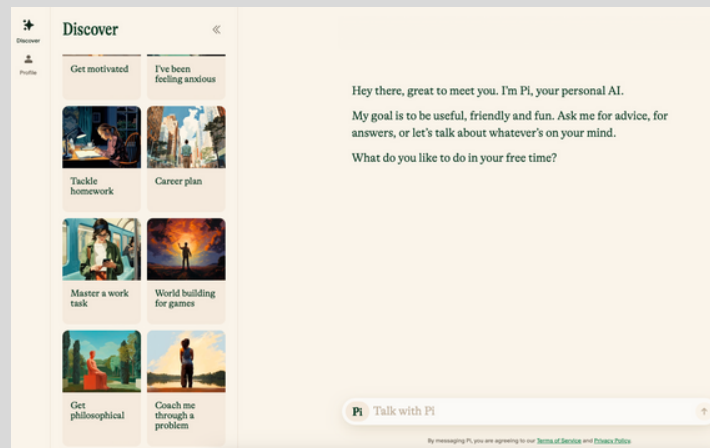 Discover
Profile
Discover
Get motivated
I've been
feeling anxious
Tackle
homework
Career plan
Master a work
task
World building
for games
Get
philosophical
Coach me
through a
problem
Hey there, great to meet you. I'm Pi, your personal AI.
My goal is to be useful, friendly and fun. Ask me for advice, for
answers, or let's talk about whatever's on your mind.
What do you like to do in your free time?
Pi
Talk with Pi
By messaging Pi, you are agreeing to our Terms of Service and Privacy Policy.